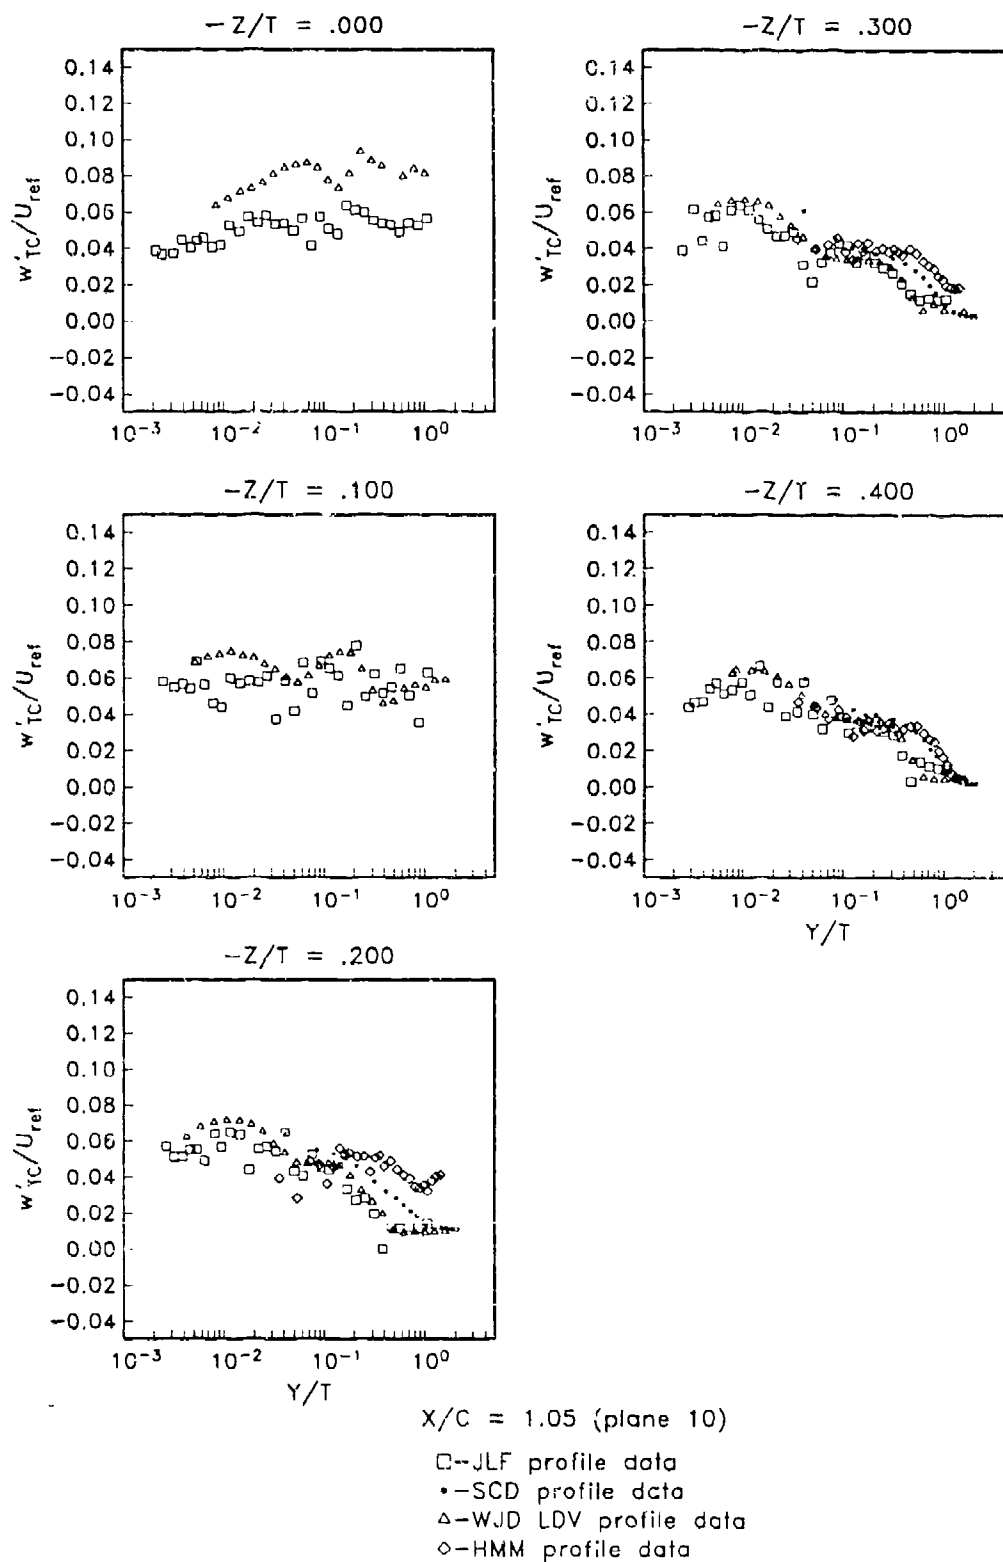 −Z/T = .000
0.14
0.12
0.10
0.08
0.06
0.04
0.02
0.00
−0.02
−0.04
w'TC/Uref
10−3 10−2 10−1 100
−Z/T = .300
0.14
0.12
0.10
0.08
0.06
0.04
0.02
0.00
−0.02
−0.04
w'TC/Uref
10−3 10−2 10−1 100
−Z/T = .100
0.14
0.12
0.10
0.08
0.06
0.04
0.02
0.00
−0.02
−0.04
w'TC/Uref
10−3 10−2 10−1 100
−Z/T = .400
0.14
0.12
0.10
0.08
0.06
0.04
0.02
0.00
−0.02
−0.04
w'TC/Uref
10−3 10−2 10−1 100
Y/T
−Z/T = .200
0.14
0.12
0.10
0.08
0.06
0.04
0.02
0.00
−0.02
−0.04
w'TC/Uref
10−3 10−2 10−1 100
Y/T
X/C = 1.05 (plane 10)
□−JLF profile data
•−SCD profile data
△−WJD LDV profile data
◇−HMM profile data